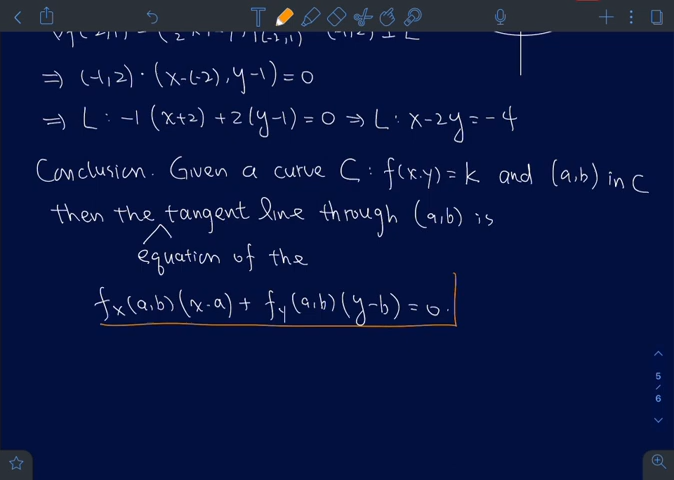 ⇒ (-1,2) · (x-(-2), y-1) = 0
⇒ L : -1 (x+2) + 2(y-1) = 0 ⇒ L : x-2y = -4
Conclusion. Given a curve C : f(x,y) = k and (a,b) in C
then the tangent line through (a,b) is
equation of the
fx(a,b)(x-a) + fy(a,b)(y-b) = 0.
5
/
6